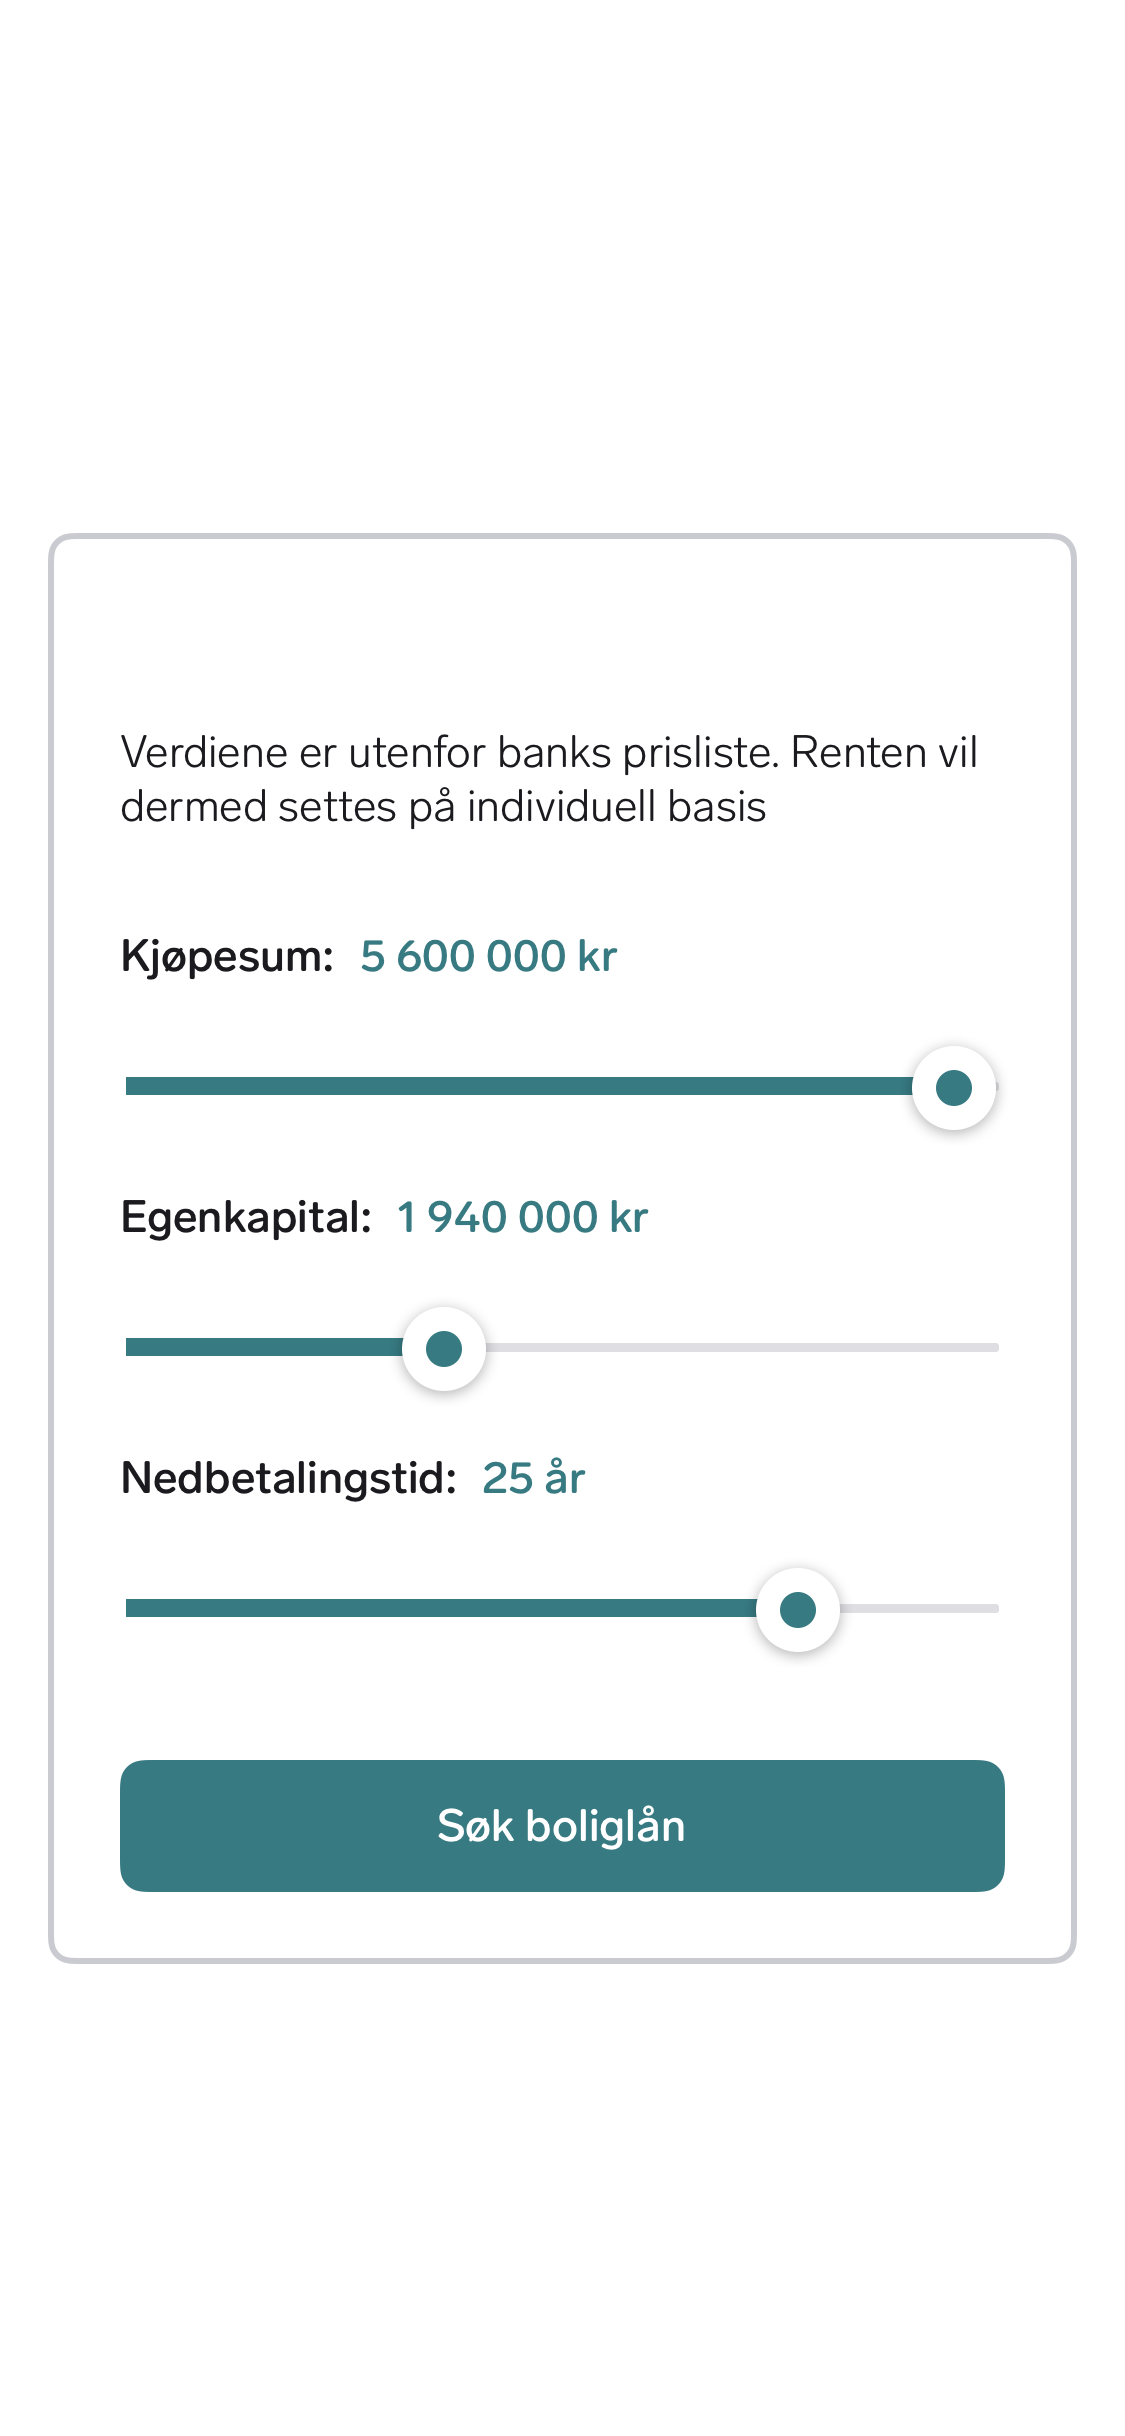 Verdiene er utenfor banks prisliste. Renten vil
dermed settes på individuell basis
Kjøpesum: 5 600 000 kr
Egenkapital: 1 940 000 kr
Nedbetalingstid: 25 år
Søk boliglån